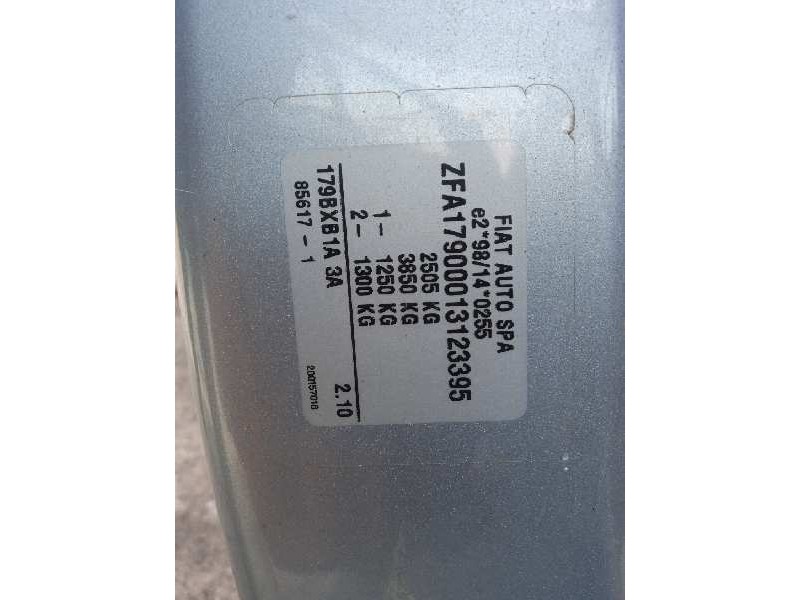 FIAT AUTO SPA
e2*98/14*0255
ZFA17900013123395
2505 KG
3850 KG
1- 1250 KG
2- 1300 KG
179BXB1A 3A 2.10
85617 - 1
200157018